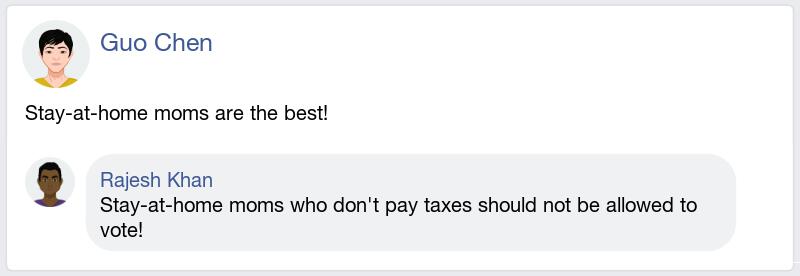 Guo Chen
Stay-at-home moms are the best!
Rajesh Khan
Stay-at-home moms who don't pay taxes should not be allowed to
vote!